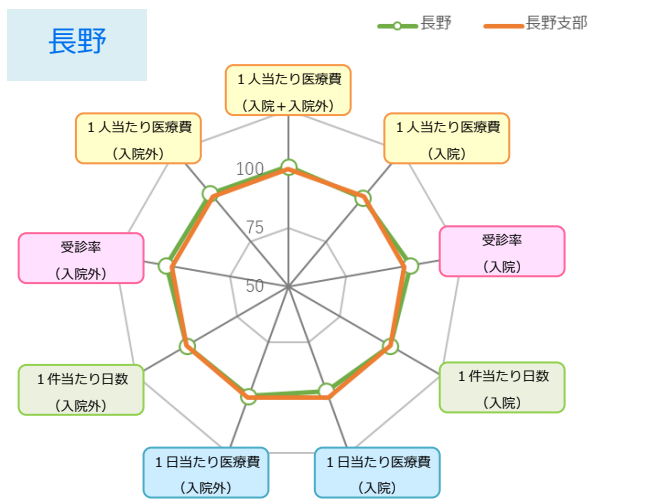 長野
長野
長野支部
１人当たり医療費
（入院＋入院外）
１人当たり医療費
（入院外）
１人当たり医療費
（入院）
100
75
50
受診率
（入院外）
受診率
（入院）
１件当たり日数
（入院外）
１件当たり日数
（入院）
１日当たり医療費
（入院外）
１日当たり医療費
（入院）